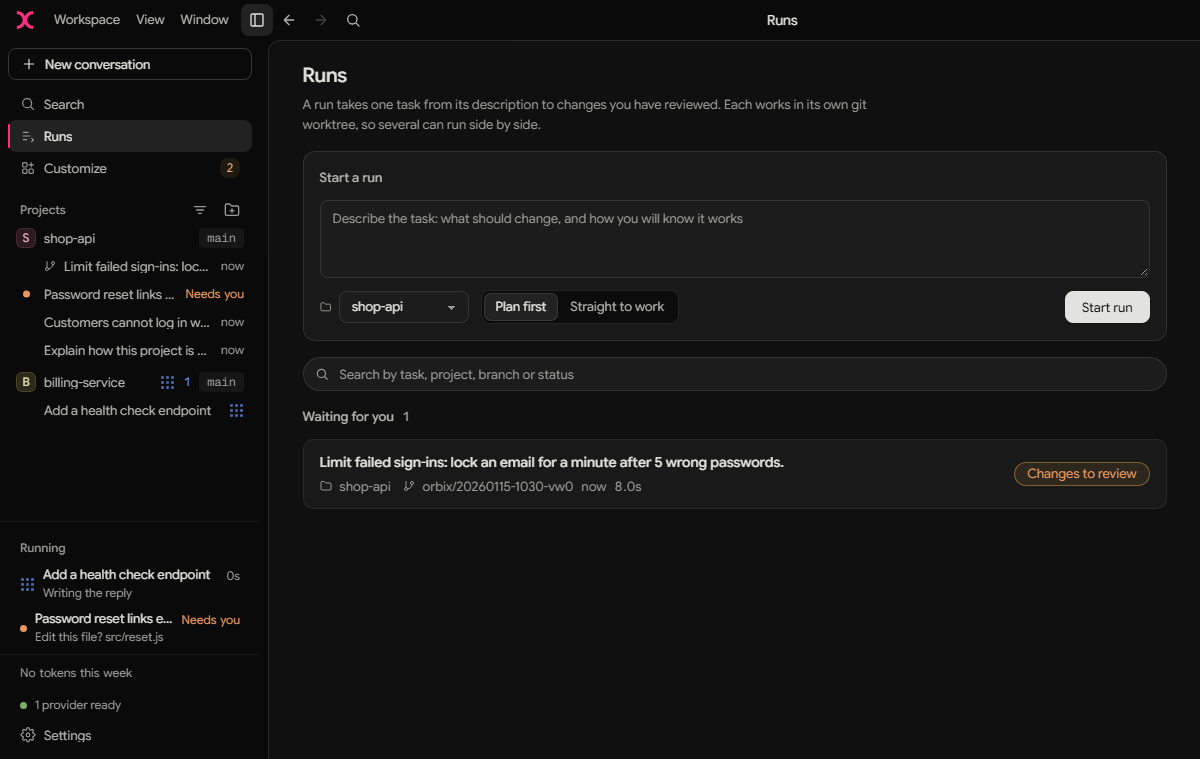 Workspace View Window
Runs
New conversation
Search
Runs
Customize 2
Projects
S shop-api main
Limit failed sign-ins: loc... now
Password reset links ... Needs you
Customers cannot log in w... now
Explain how this project is ... now
B billing-service 1 main
Add a health check endpoint
Running
Add a health check endpoint 0s
Writing the reply
Password reset links e... Needs you
Edit this file? src/reset.js
No tokens this week
1 provider ready
Settings
Runs
A run takes one task from its description to changes you have reviewed. Each works in its own git
worktree, so several can run side by side.
Start a run
Describe the task: what should change, and how you will know it works
shop-api Plan first Straight to work Start run
Search by task, project, branch or status
Waiting for you 1
Limit failed sign-ins: lock an email for a minute after 5 wrong passwords.
shop-api orbix/20260115-1030-vw0 now 8.0s
Changes to review